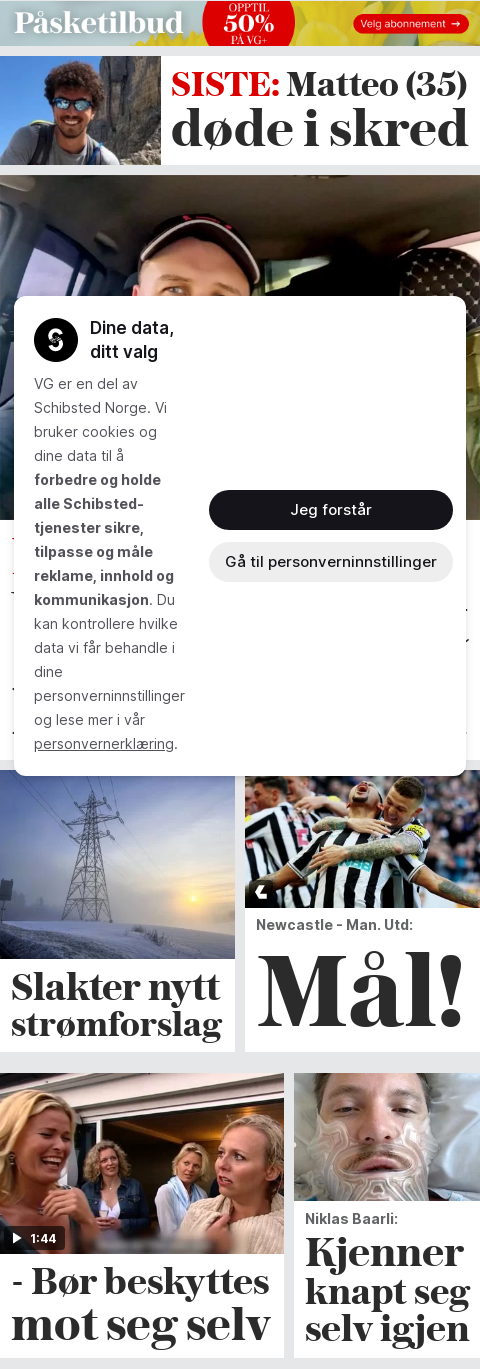 Påsketilbud
OPPTIL
50%
PÅ VG+
Velg abonnement →
SISTE: Matteo (35)
døde i skred
Dine data,
ditt valg
VG er en del av
Schibsted Norge. Vi
bruker cookies og
dine data til å
forbedre og holde
alle Schibsted-
tjenester sikre,
tilpasse og måle
reklame, innhold og
kommunikasjon. Du
kan kontrollere hvilke
data vi får behandle i
dine
personverninnstillinger
og lese mer i vår
personvernerklæring.
Jeg forstår
Gå til personverninnstillinger
Slakter nytt
strømforslag
Newcastle - Man. Utd:
Mål!
1:44
- Bør beskyttes
mot seg selv
Niklas Baarli:
Kjenner
knapt seg
selv igjen